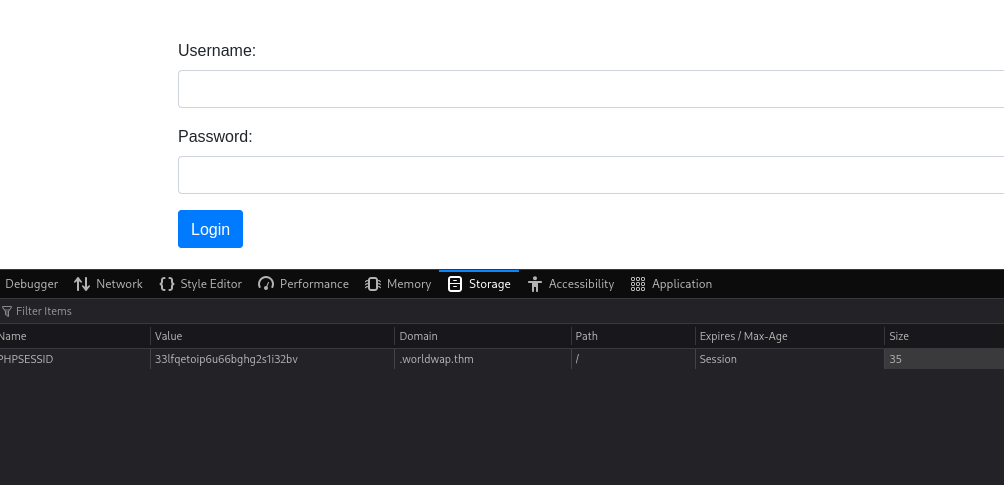 Username:
Password:
Login
Debugger Network Style Editor Performance Memory Storage Accessibility Application
Filter Items
Name Value Domain Path Expires / Max-Age Size
PHPSESSID 33lfqetoip6u66bghg2s1i32bv .worldwap.thm / Session 35